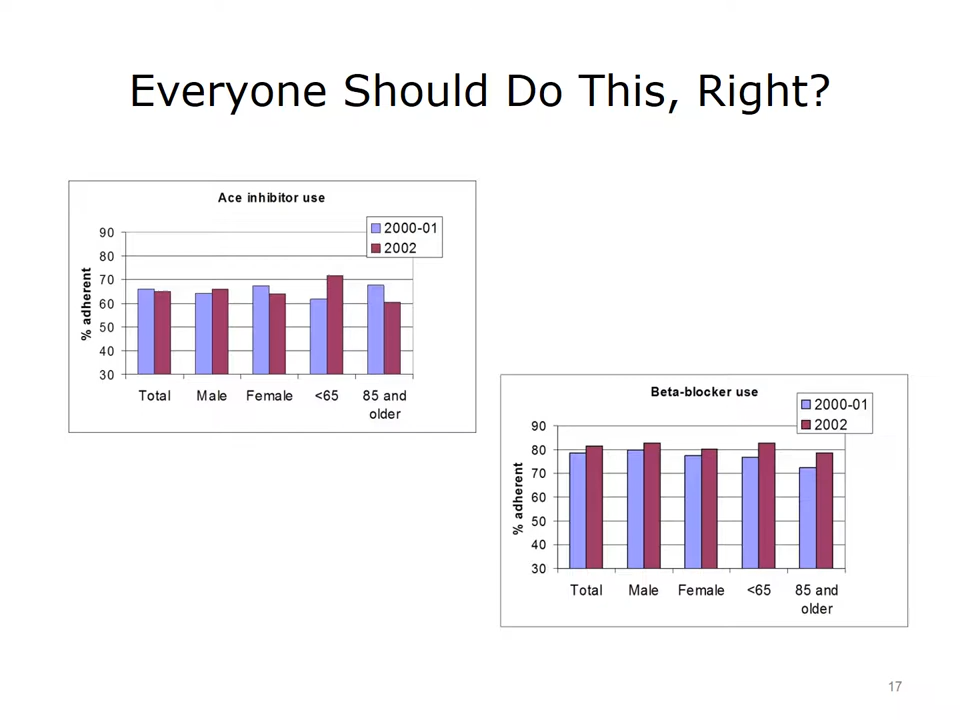 Everyone Should Do This, Right?
Ace inhibitor use
2000-01
2002
% adherent
90
80
70
60
50
40
30
Total Male Female <65 85 and
older
Beta-blocker use
2000-01
2002
% adherent
90
80
70
60
50
40
30
Total Male Female <65 85 and
older
17